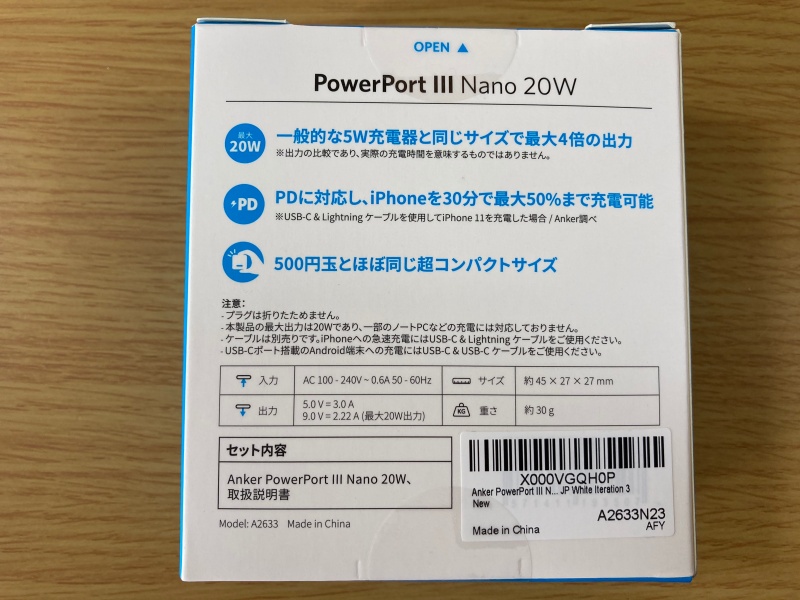 OPEN ▲
PowerPort III Nano 20W
最大
20W
一般的な5W充電器と同じサイズで最大4倍の出力
※出力の比較であり、実際の充電時間を意味するものではありません。
PD
PDに対応し、iPhoneを30分で最大50%まで充電可能
※USB-C & Lightning ケーブルを使用してiPhone 11を充電した場合 / Anker調べ
500円玉とほぼ同じ超コンパクトサイズ
注意：
- プラグは折りたためません。
- 本製品の最大出力は20Wであり、一部のノートPCなどの充電には対応しておりません。
- ケーブルは別売りです。iPhoneへの急速充電にはUSB-C & Lightning ケーブルをご使用ください。
- USB-Cポート搭載のAndroid端末への充電にはUSB-C & USB-C ケーブルをご使用ください。
入力 AC 100 - 240V ~ 0.6A 50 - 60Hz サイズ 約 45 × 27 × 27 mm
出力 5.0 V = 3.0 A
9.0 V = 2.22 A (最大20W出力)
KG 重さ 約 30 g
セット内容
Anker PowerPort III Nano 20W、
取扱説明書
Model: A2633 Made in China
X000VGQH0P
Anker PowerPort III N... JP White Iteration 3
New
A2633N23
AFY
Made in China